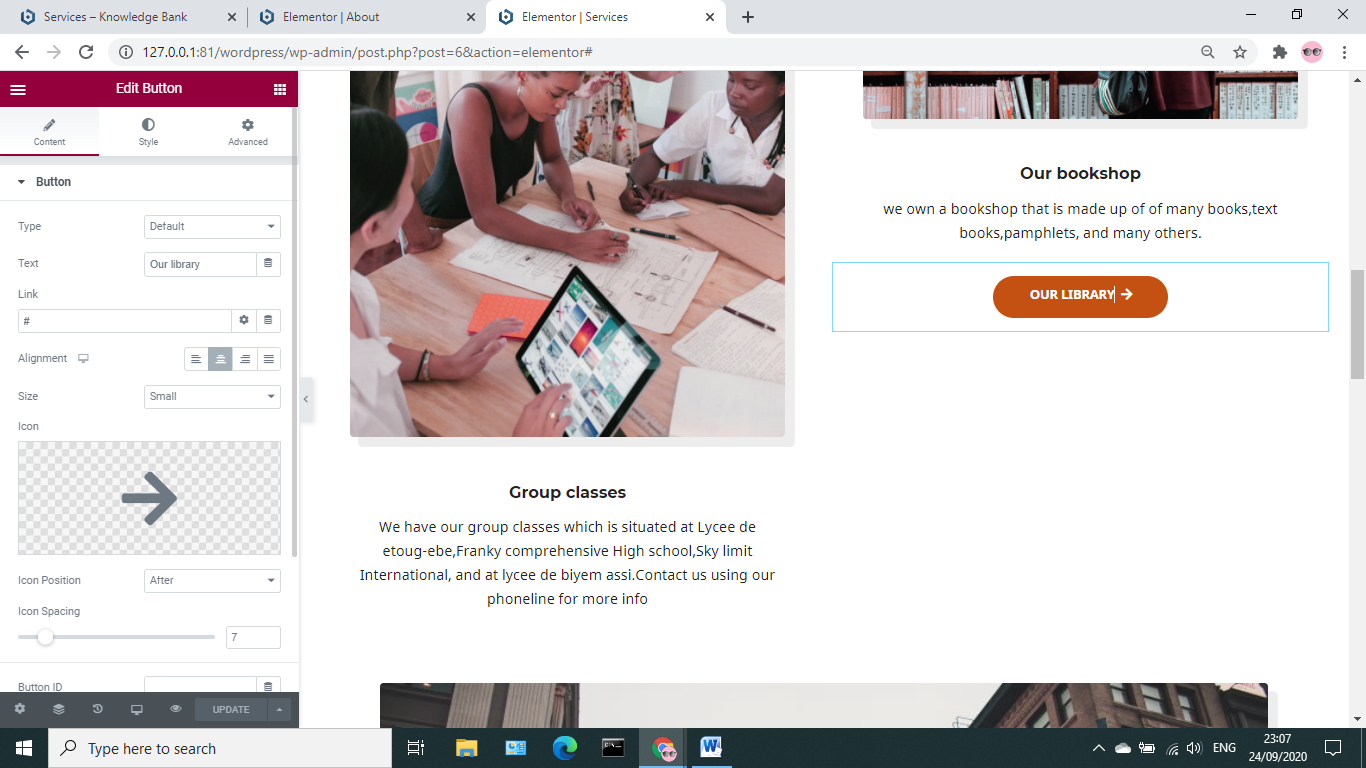 Services – Knowledge Bank
Elementor | About
Elementor | Services
127.0.0.1:81/wordpress/wp-admin/post.php?post=6&action=elementor#
Edit Button
Content
Style
Advanced
Button
Type
Default
Text
Our library
Link
#
Alignment
Size
Small
Icon
Icon Position
After
Icon Spacing
7
Button ID
UPDATE
Our bookshop
we own a bookshop that is made up of of many books,text
books,pamphlets, and many others.
OUR LIBRARY
Group classes
We have our group classes which is situated at Lycee de
etoug-ebe,Franky comprehensive High school,Sky limit
International, and at lycee de biyem assi.Contact us using our
phoneline for more info
Type here to search
ENG
23:07
24/09/2020